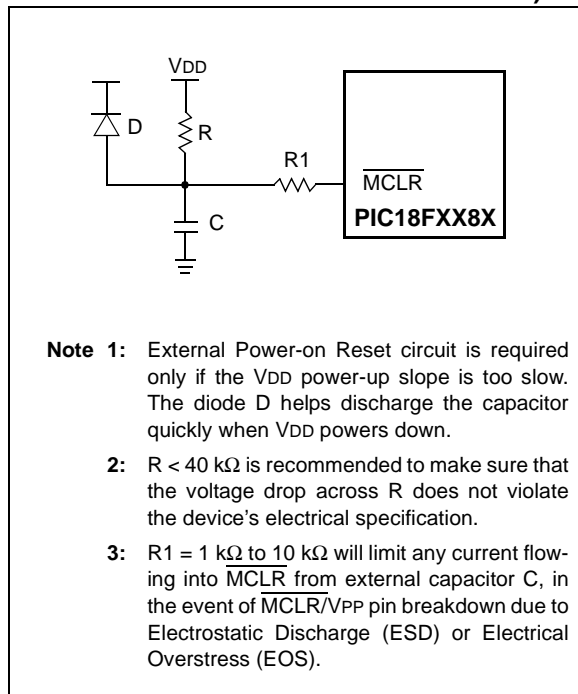 VDD
D
R
R1
MCLR
C
PIC18FXX8X
Note 1: External Power-on Reset circuit is required
only if the VDD power-up slope is too slow.
The diode D helps discharge the capacitor
quickly when VDD powers down.
2: R < 40 kΩ is recommended to make sure that
the voltage drop across R does not violate
the device's electrical specification.
3: R1 = 1 kΩ to 10 kΩ will limit any current flow-
ing into MCLR from external capacitor C, in
the event of MCLR/VPP pin breakdown due to
Electrostatic Discharge (ESD) or Electrical
Overstress (EOS).